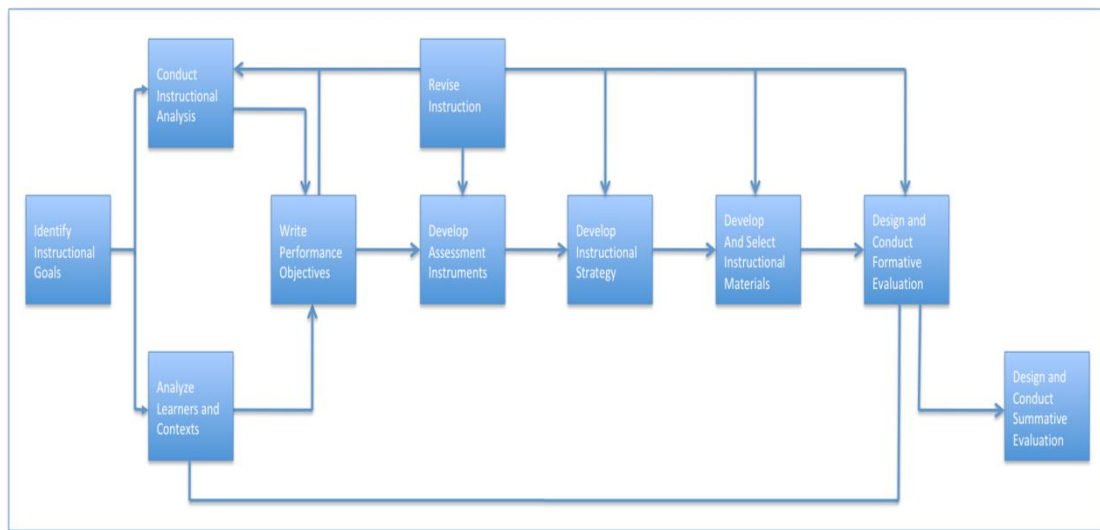 Conduct
Instructional
Analysis
Revise
Instruction
Identify
Instructional
Goals
Write
Performance
Objectives
Develop
Assessment
Instruments
Develop
Instructional
Strategy
Develop
And Select
Instructional
Materials
Design and
Conduct
Formative
Evaluation
Analyze
Learners and
Contexts
Design and
Conduct
Summative
Evaluation